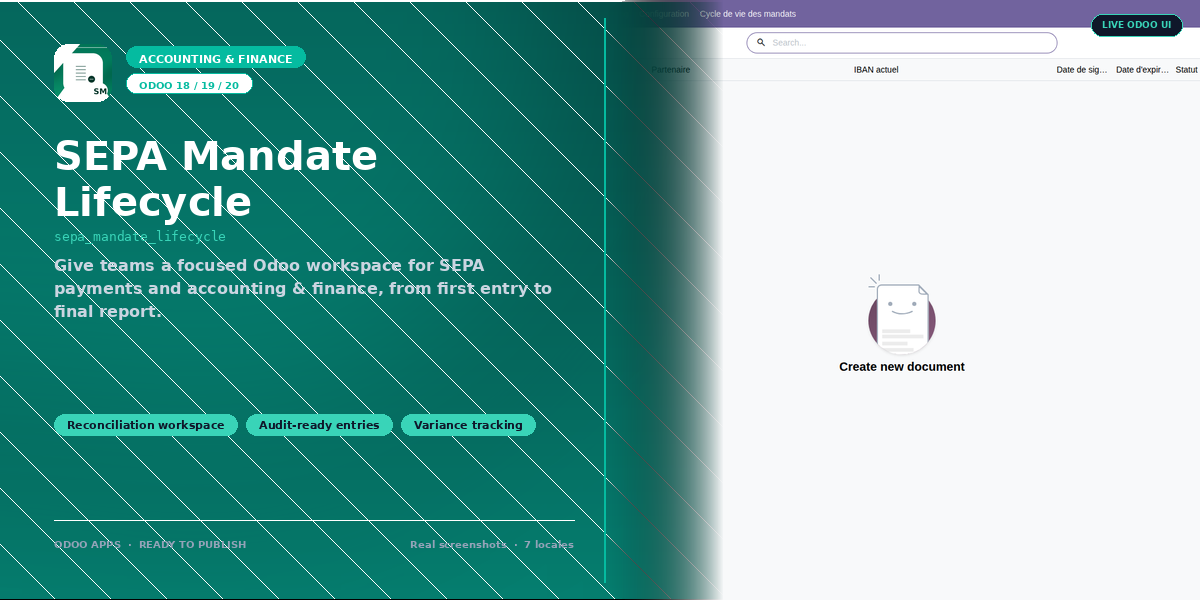 SM
ACCOUNTING & FINANCE
ODOO 18 / 19 / 20
SEPA Mandate
Lifecycle
sepa_mandate_lifecycle
Give teams a focused Odoo workspace for SEPA
payments and accounting & finance, from first entry to
final report.
Reconciliation workspace
Audit-ready entries
Variance tracking
ODOO APPS · READY TO PUBLISH
Real screenshots · 7 locales
Cycle de vie des mandats
LIVE ODOO UI
Search...
Partenaire
IBAN actuel
Date de sig...
Date d'expir...
Statut
Create new document